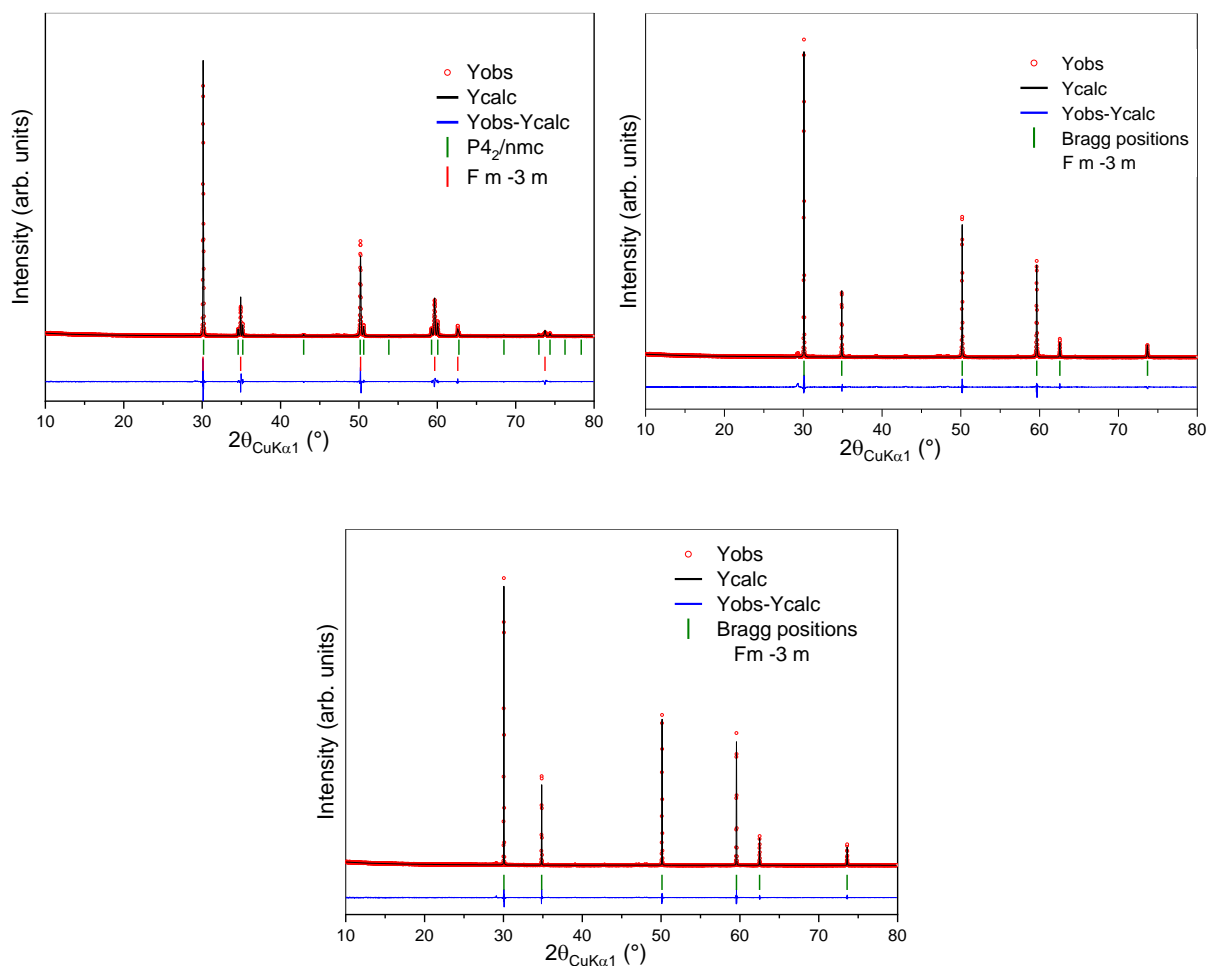 Yobs
Ycalc
Yobs-Ycalc
P4₂/nmc
F m -3 m
Intensity (arb. units)
10 20 30 40 50 60 70 80
2θCuKα1 (°)
Yobs
Ycalc
Yobs-Ycalc
Bragg positions
F m -3 m
Intensity (arb. units)
10 20 30 40 50 60 70 80
2θCuKα1 (°)
Yobs
Ycalc
Yobs-Ycalc
Bragg positions
Fm -3 m
Intensity (arb. units)
10 20 30 40 50 60 70 80
2θCuKα1 (°)